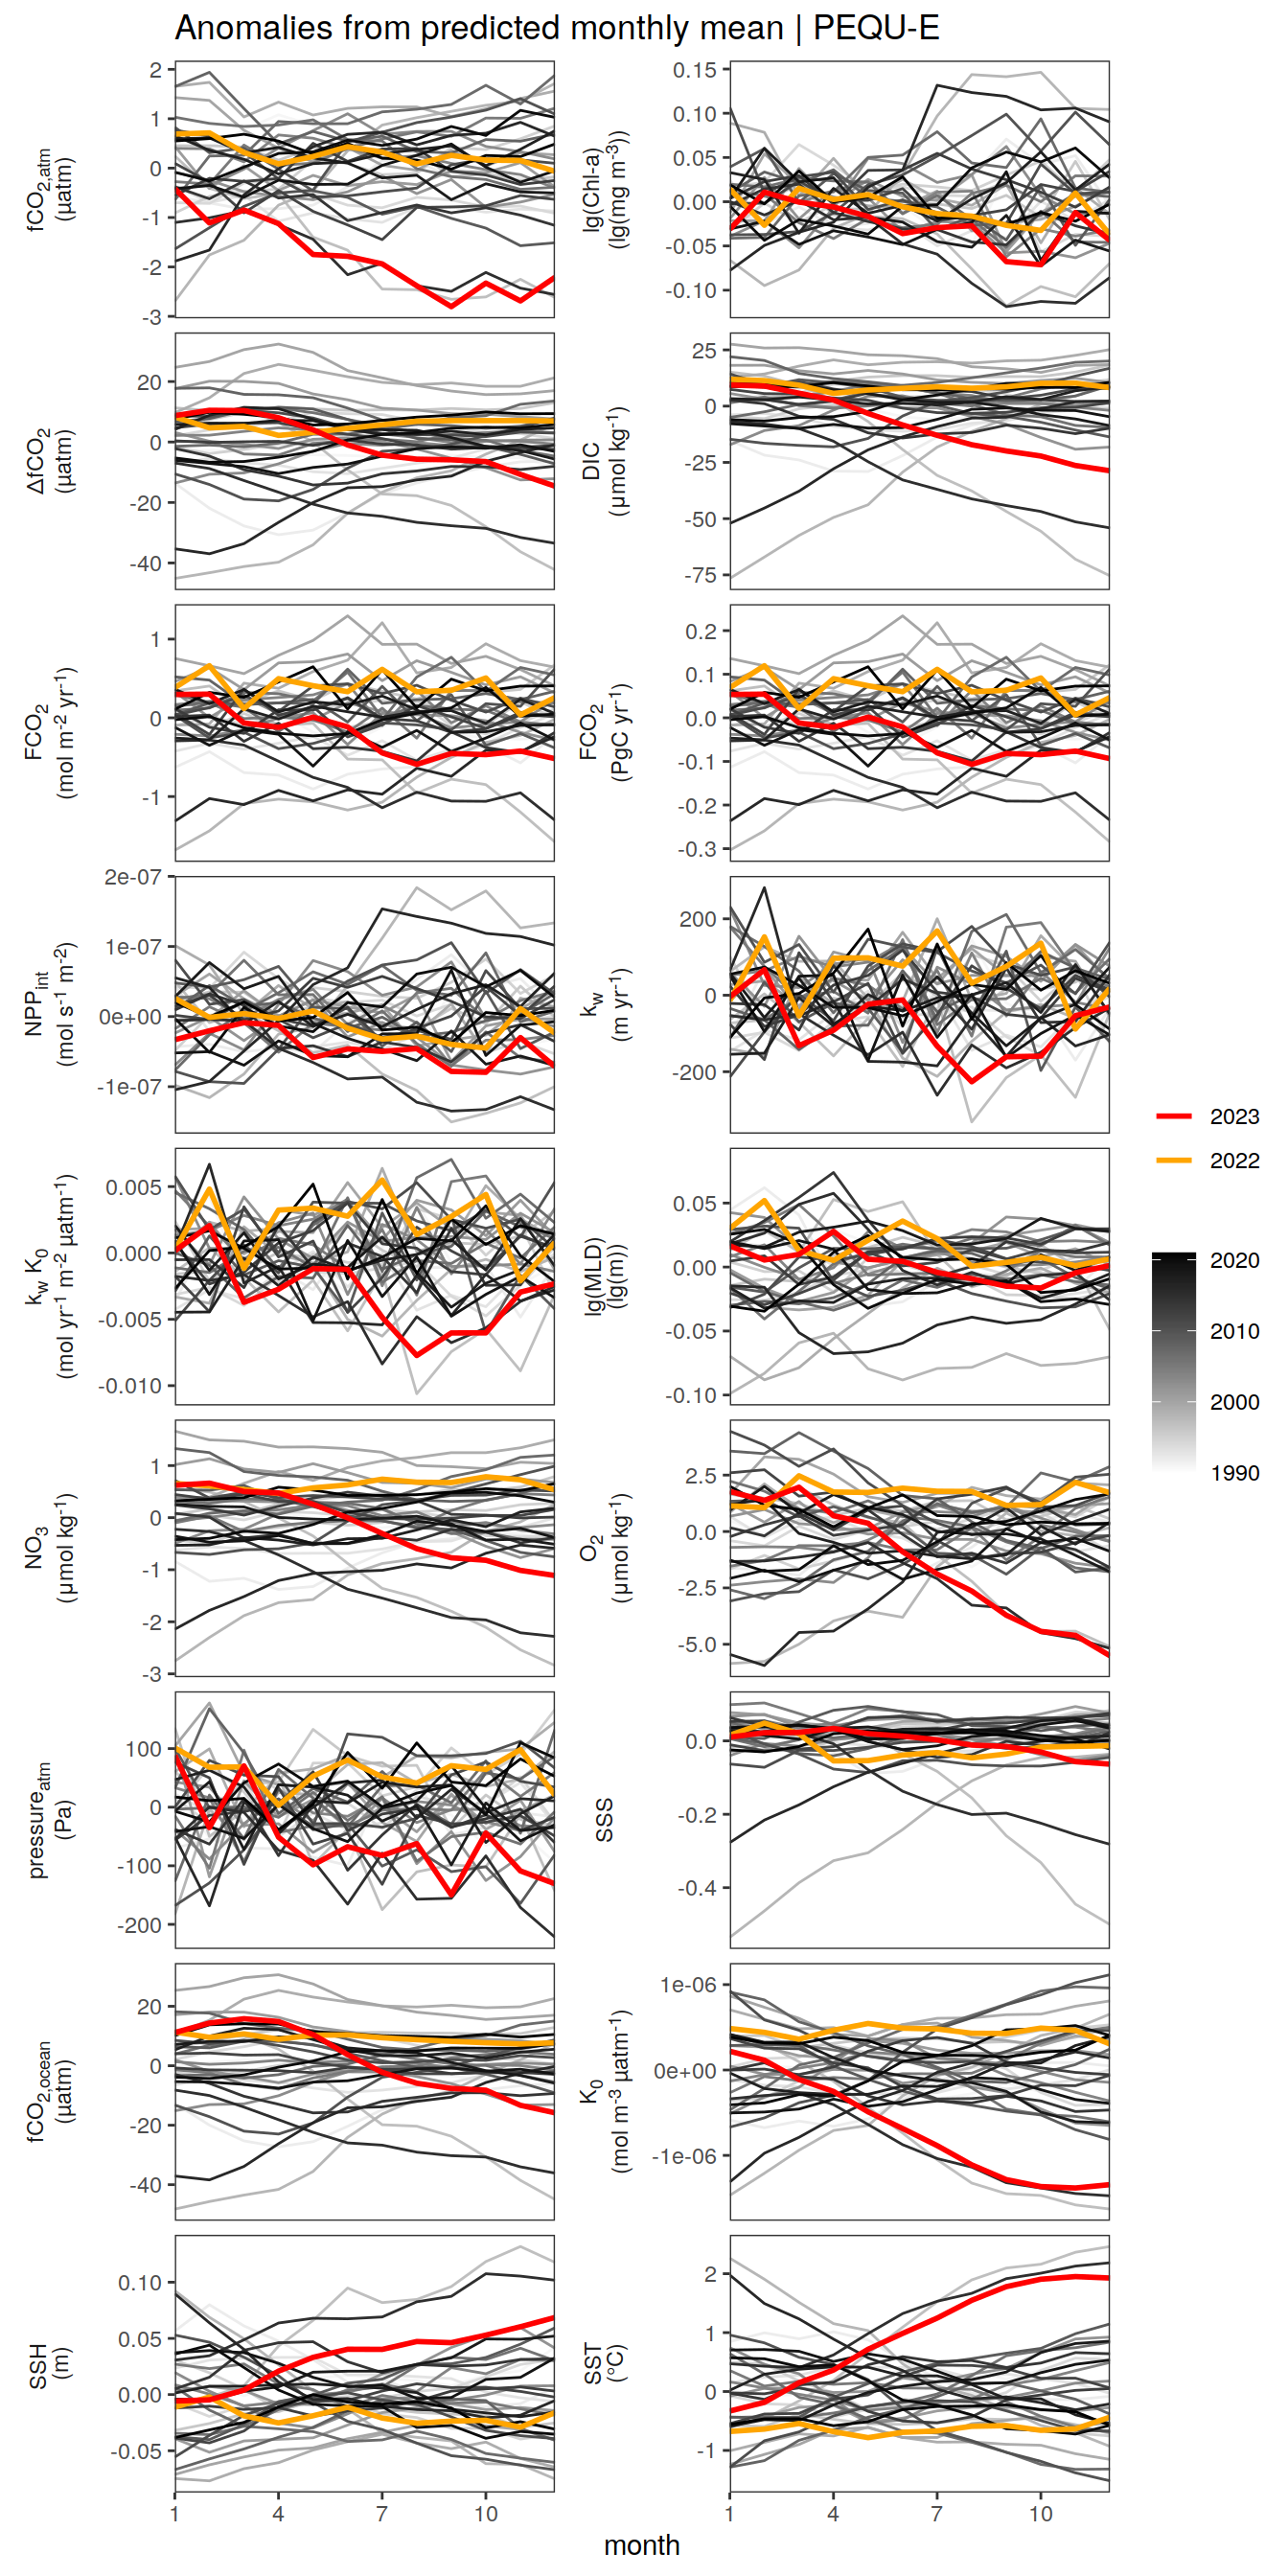 Anomalies from predicted monthly mean | PEQU-E
fCO2,atm
(µatm)
2
1
0
-1
-2
-3
lg(Chl-a)
(lg(mg m-3))
0.15
0.10
0.05
0.00
-0.05
-0.10
ΔfCO2
(µatm)
20
0
-20
-40
DIC
(µmol kg-1)
25
0
-25
-50
-75
FCO2
(mol m-2 yr-1)
1
0
-1
FCO2
(PgC yr-1)
0.2
0.1
0.0
-0.1
-0.2
-0.3
NPPint
(mol s-1 m-2)
2e-07
1e-07
0e+00
-1e-07
kw
(m yr-1)
200
0
-200
kw K0
(mol yr-1 m-2 µatm-1)
0.005
0.000
-0.005
-0.010
lg(MLD)
(lg(m))
0.05
0.00
-0.05
-0.10
NO3
(µmol kg-1)
1
0
-1
-2
-3
O2
(µmol kg-1)
2.5
0.0
-2.5
-5.0
pressureatm
(Pa)
100
0
-100
-200
SSS
0.0
-0.2
-0.4
fCO2,ocean
(µatm)
20
0
-20
-40
K0
(mol m-3 µatm-1)
1e-06
0e+00
-1e-06
SSH
(m)
0.10
0.05
0.00
-0.05
SST
(°C)
2
1
0
-1
1 4 7 10
1 4 7 10
month
2023
2022
2020
2010
2000
1990